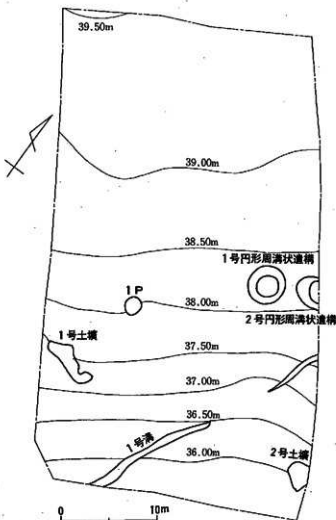 39.50m
39.00m
38.50m
1号円形周溝状遺構
1P
38.00m
2号円形周溝状遺構
1号土壙
37.50m
37.00m
36.50m
1号溝
36.00m
2号土壙
0 10m